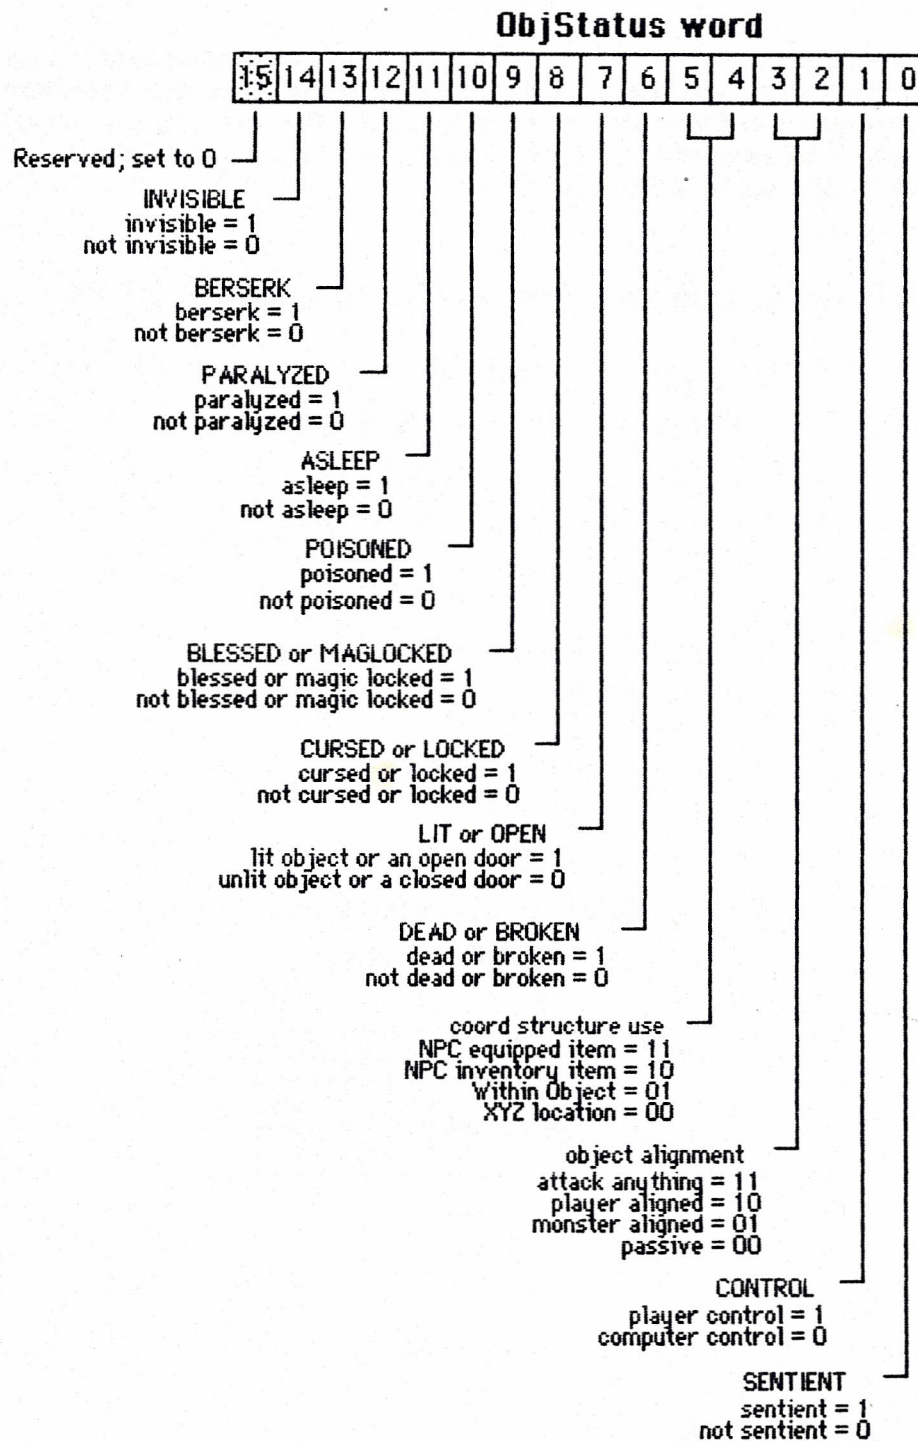 ObjStatus word
15 14 13 12 11 10 9 8 7 6 5 4 3 2 1 0
Reserved; set to 0
INVISIBLE
invisible = 1
not invisible = 0
BERSERK
berserk = 1
not berserk = 0
PARALYZED
paralyzed = 1
not paralyzed = 0
ASLEEP
asleep = 1
not asleep = 0
POISONED
poisoned = 1
not poisoned = 0
BLESSED or MAGLOCKED
blessed or magic locked = 1
not blessed or magic locked = 0
CURSED or LOCKED
cursed or locked = 1
not cursed or locked = 0
LIT or OPEN
lit object or an open door = 1
unlit object or a closed door = 0
DEAD or BROKEN
dead or broken = 1
not dead or broken = 0
coord structure use
NPC equipped item = 11
NPC inventory item = 10
Within Object = 01
XYZ location = 00
object alignment
attack anything = 11
player aligned = 10
monster aligned = 01
passive = 00
CONTROL
player control = 1
computer control = 0
SENTIENT
sentient = 1
not sentient = 0